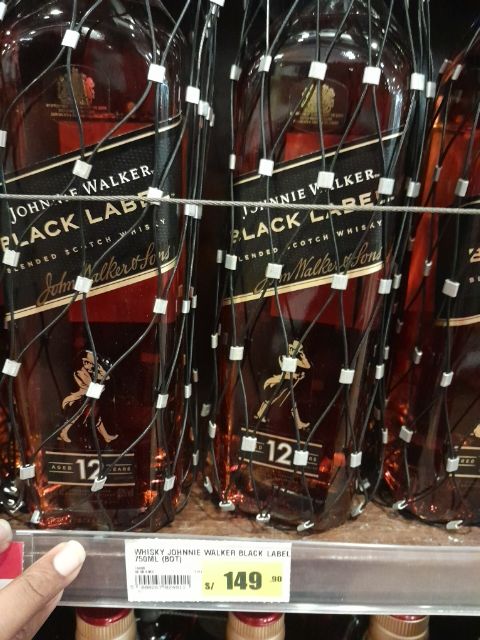 JOHNNIE WALKER
BLACK LABEL
BLENDED SCOTCH WHISKY
John Walker & Sons
AGED 12 YEARS
JOHNNIE WALKER
BLACK LABEL
BLENDED SCOTCH WHISKY
John Walker & Sons
12
WHISKY JOHNNIE WALKER BLACK LABEL
750ML (BOT)
S/ 149.90